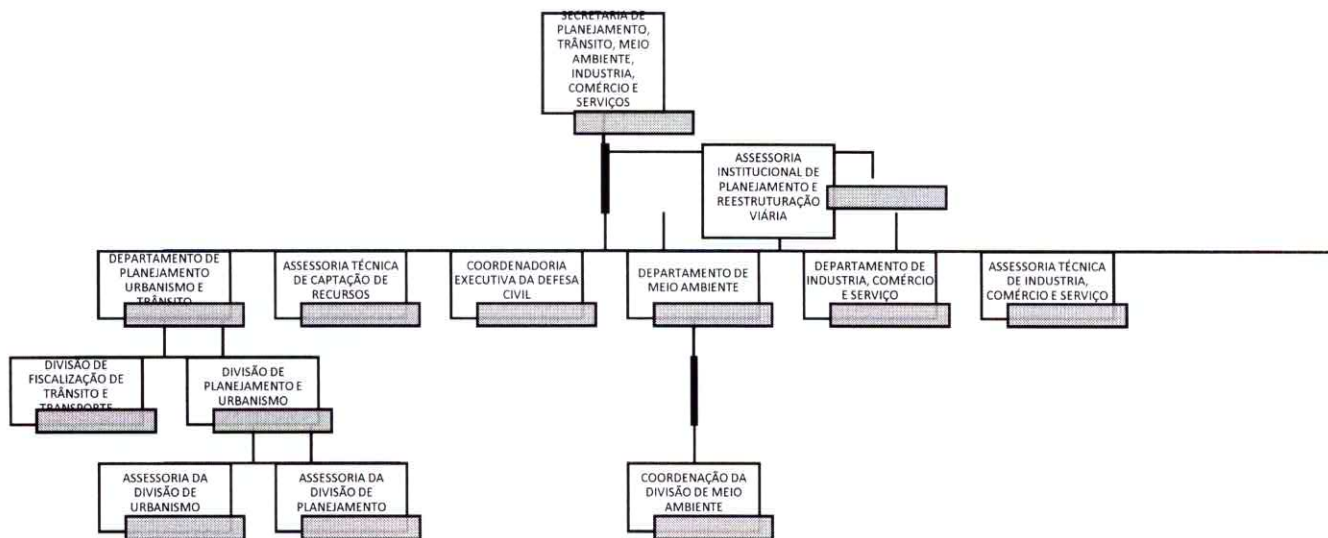 SECRETARIA DE
PLANEJAMENTO,
TRÂNSITO, MEIO
AMBIENTE,
INDUSTRIA,
COMÉRCIO E
SERVIÇOS
ASSESSORIA
INSTITUCIONAL DE
PLANEJAMENTO E
REESTRUTURAÇÃO
VIÁRIA
DEPARTAMENTO DE
PLANEJAMENTO
URBANISMO E
TRÂNSITO
ASSESSORIA TÉCNICA
DE CAPTAÇÃO DE
RECURSOS
COORDENADORIA
EXECUTIVA DA DEFESA
CIVIL
DEPARTAMENTO DE
MEIO AMBIENTE
DEPARTAMENTO DE
INDUSTRIA, COMÉRCIO
E SERVIÇO
ASSESSORIA TÉCNICA
DE INDUSTRIA,
COMÉRCIO E SERVIÇO
DIVISÃO DE
FISCALIZAÇÃO DE
TRÂNSITO E
TRANSPORTE
DIVISÃO DE
PLANEJAMENTO E
URBANISMO
ASSESSORIA DA
DIVISÃO DE
URBANISMO
ASSESSORIA DA
DIVISÃO DE
PLANEJAMENTO
COORDENAÇÃO DA
DIVISÃO DE MEIO
AMBIENTE